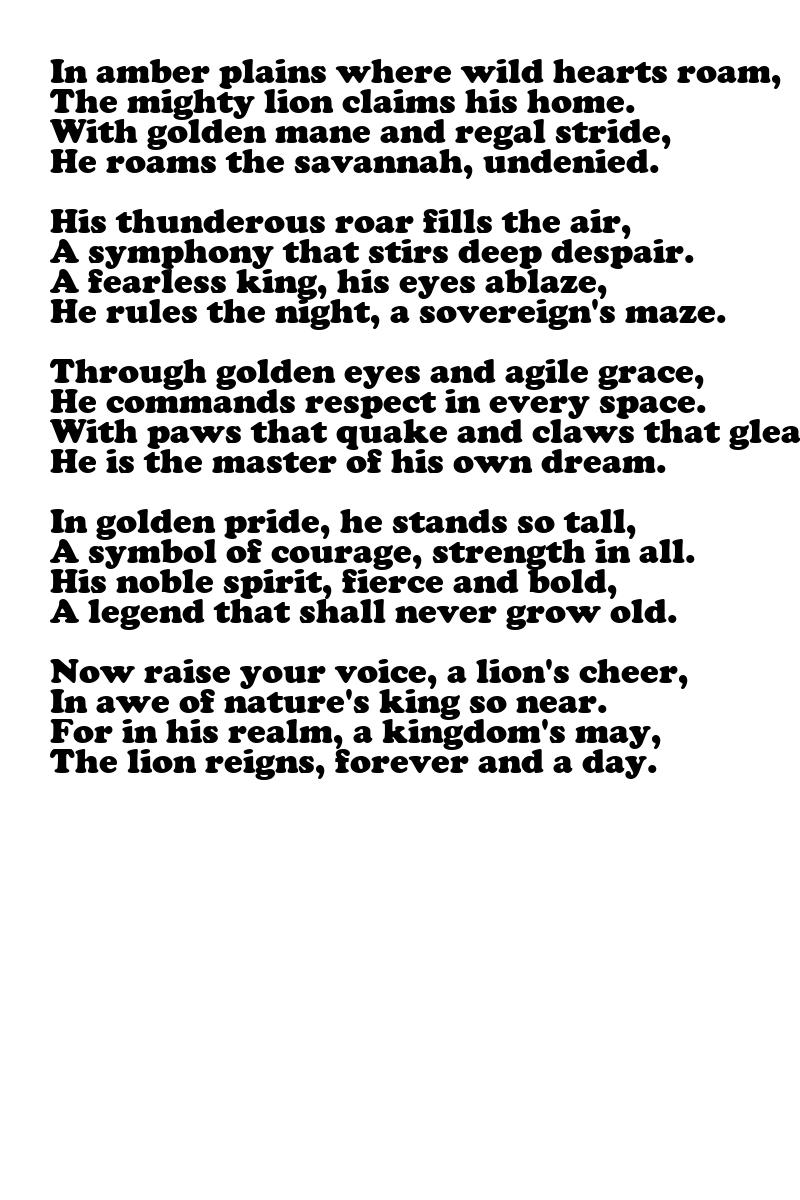 In amber plains where wild hearts roam,
The mighty lion claims his home.
With golden mane and regal stride,
He roams the savannah, undenied.

His thunderous roar fills the air,
A symphony that stirs deep despair.
A fearless king, his eyes ablaze,
He rules the night, a sovereign's maze.

Through golden eyes and agile grace,
He commands respect in every space.
With paws that quake and claws that
He is the master of his own dream.

In golden pride, he stands so tall,
A symbol of courage, strength in all.
His noble spirit, fierce and bold,
A legend that shall never grow old.

Now raise your voice, a lion's cheer,
In awe of nature's king so near.
For in his realm, a kingdom's may,
The lion reigns, forever and a day.